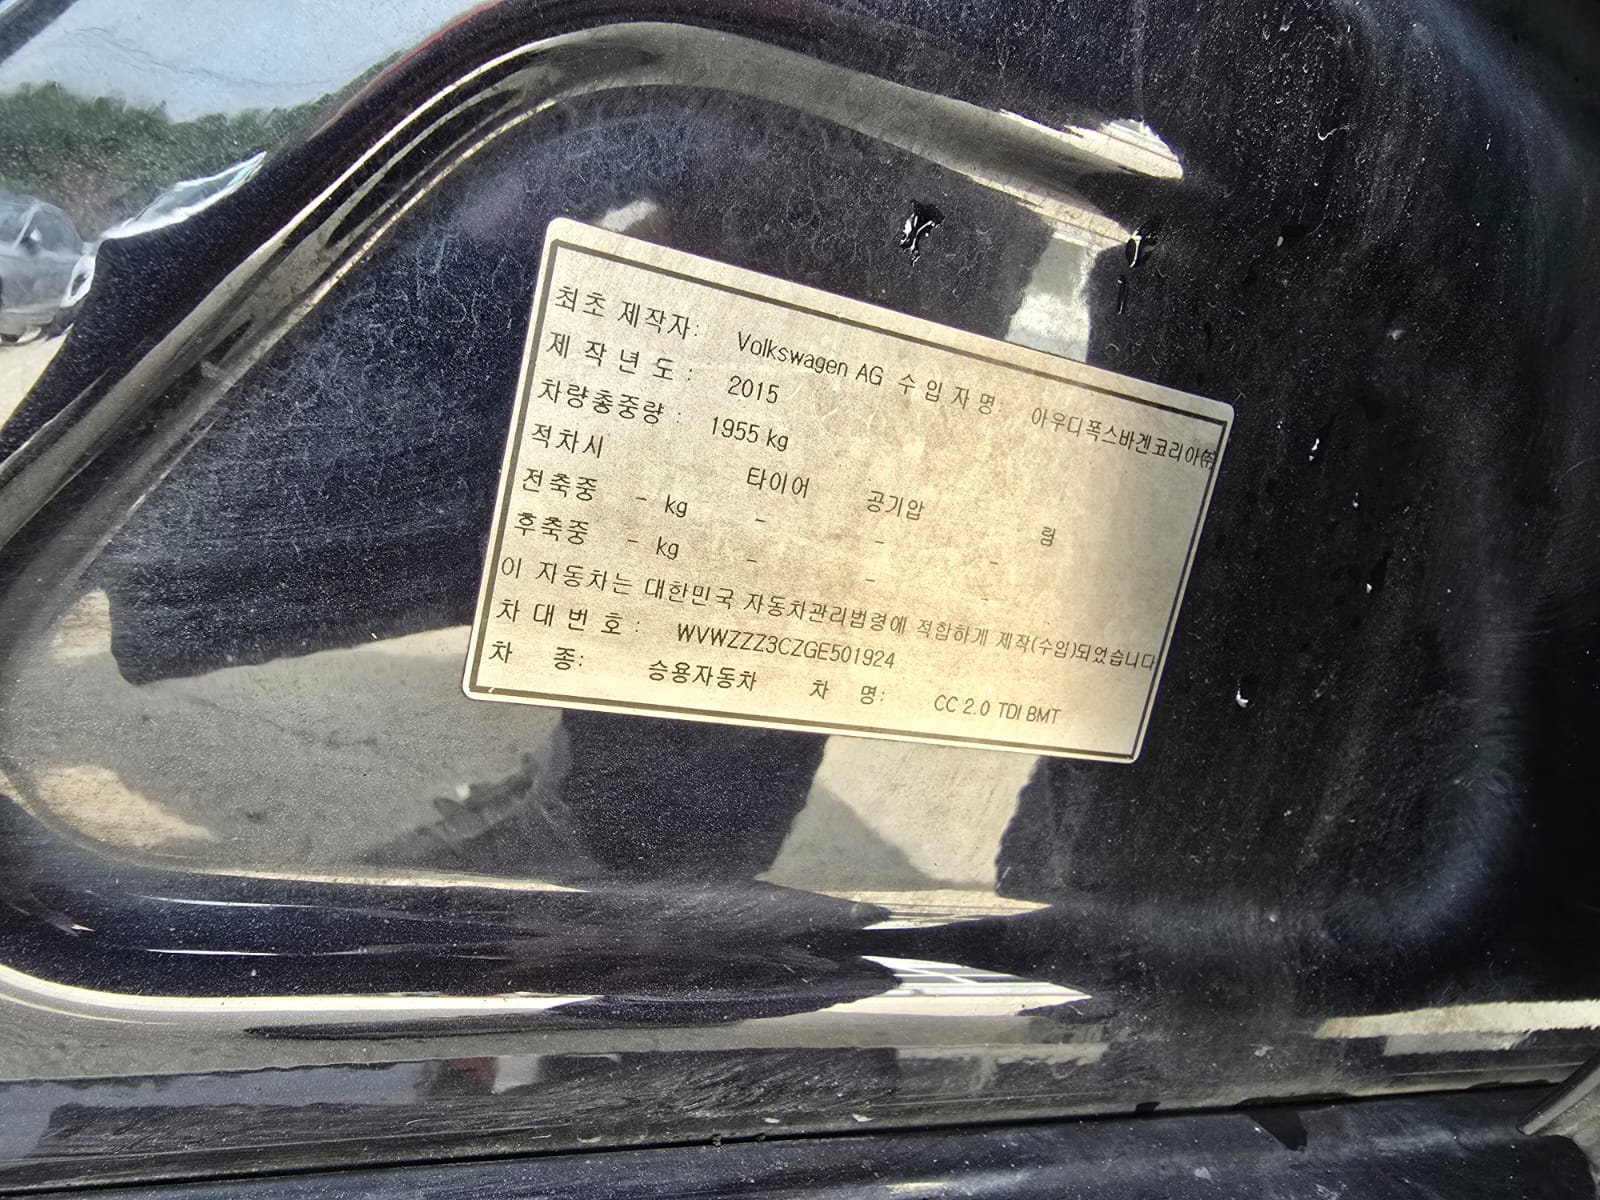 최초 제작자: Volkswagen AG 수 입 자 명: 아우디폭스바겐코리아㈜
제 작 년 도 : 2015
차량총중량 : 1955 kg
적차시 타이어 공기압 림
전축중 - kg - - -
후축중 - kg - - -
이 자동차는 대한민국 자동차관리법령에 적합하게 제작(수입)되었습니다
차 대 번 호 : WVWZZZ3CZGE501924
차 종: 승용자동차 차 명: CC 2.0 TDI BMT